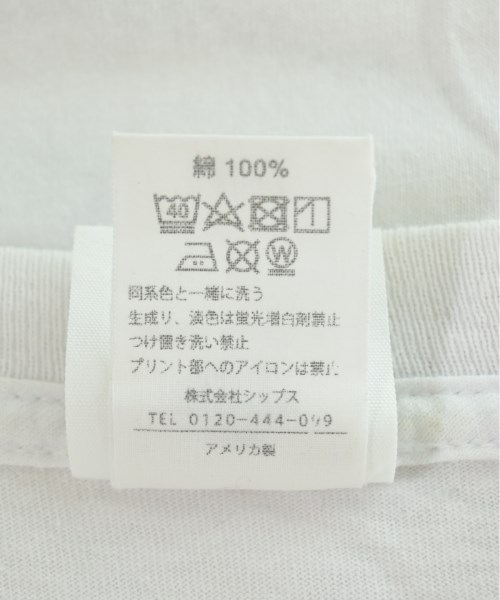 綿 100%
40
W
同系色と一緒に洗う
生成り、淡色は蛍光増白剤禁止
つけ置き洗い禁止
プリント部へのアイロンは禁止
株式会社シップス
TEL 0120-444-099
アメリカ製